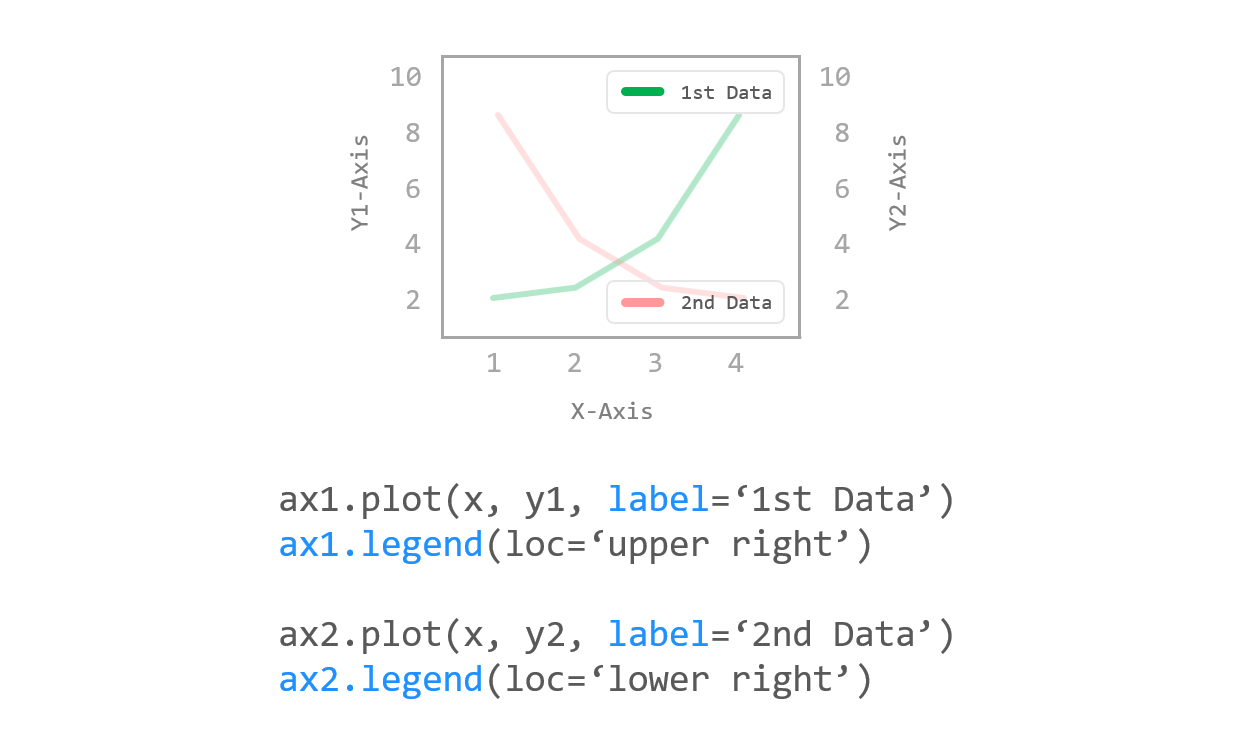 10
8
6
4
2
Y1-Axis
1st Data
2nd Data
10
8
6
4
2
Y2-Axis
1 2 3 4
X-Axis
ax1.plot(x, y1, label=‘1st Data’)
ax1.legend(loc=‘upper right’)
ax2.plot(x, y2, label=‘2nd Data’)
ax2.legend(loc=‘lower right’)